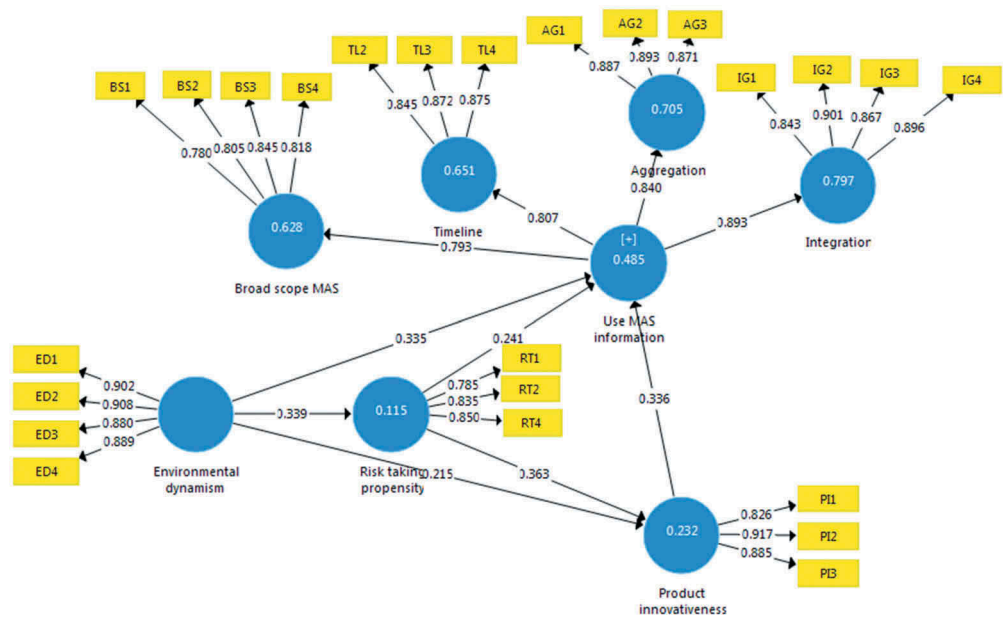 AG1
AG2
AG3
0.887
0.893
0.871
0.705
Aggregation
TL2
TL3
TL4
0.845
0.872
0.875
0.651
Timeline
IG1
IG2
IG3
IG4
0.843
0.901
0.867
0.896
0.797
Integration
BS1
BS2
BS3
BS4
0.780
0.805
0.845
0.818
0.628
Broad scope MAS
0.793
0.807
0.840
0.893
[+]
0.485
Use MAS
information
0.335
0.241
0.336
ED1
ED2
ED3
ED4
0.902
0.908
0.880
0.889
Environmental
dynamism
0.339
0.115
Risk taking
propensity
RT1
RT2
RT4
0.785
0.835
0.850
0.215
0.363
0.232
Product
innovativeness
0.826
0.917
0.885
PI1
PI2
PI3